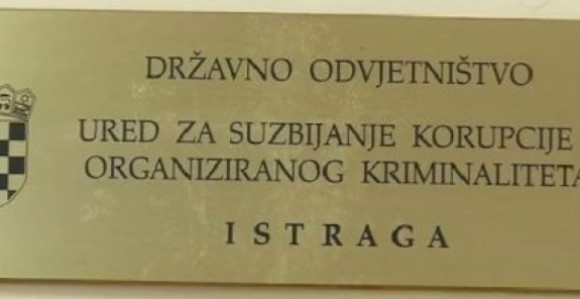 DRŽAVNO ODVJETNIŠTVO
URED ZA SUZBIJANJE KORUPCIJE
ORGANIZIRANOG KRIMINALITETA
ISTRAGA